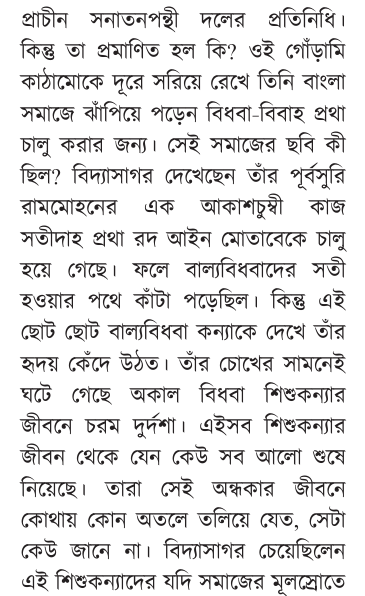 প্রাচীন সনাতনপন্থী দলের প্রতিনিধি।
কিন্তু তা প্রমাণিত হল কি? ওই গোঁড়ামি
কাঠামোকে দূরে সরিয়ে রেখে তিনি বাংলা
সমাজে ঝাঁপিয়ে পড়েন বিধবা-বিবাহ প্রথা
চালু করার জন্য। সেই সমাজের ছবি কী
ছিল? বিদ্যাসাগর দেখেছেন তাঁর পূর্বসুরি
রামমোহনের এক আকাশচুম্বী কাজ
সতীদাহ প্রথা রদ আইন মোতাবেকে চালু
হয়ে গেছে। ফলে বাল্যবিধবাদের সতী
হওয়ার পথে কাঁটা পড়েছিল। কিন্তু এই
ছোট ছোট বাল্যবিধবা কন্যাকে দেখে তাঁর
হৃদয় কেঁদে উঠত। তাঁর চোখের সামনেই
ঘটে গেছে অকাল বিধবা শিশুকন্যার
জীবনে চরম দুর্দশা। এইসব শিশুকন্যার
জীবন থেকে যেন কেউ সব আলো শুষে
নিয়েছে। তারা সেই অন্ধকার জীবনে
কোথায় কোন অতলে তলিয়ে যেত, সেটা
কেউ জানে না। বিদ্যাসাগর চেয়েছিলেন
এই শিশুকন্যাদের যদি সমাজের মূলস্রোতে